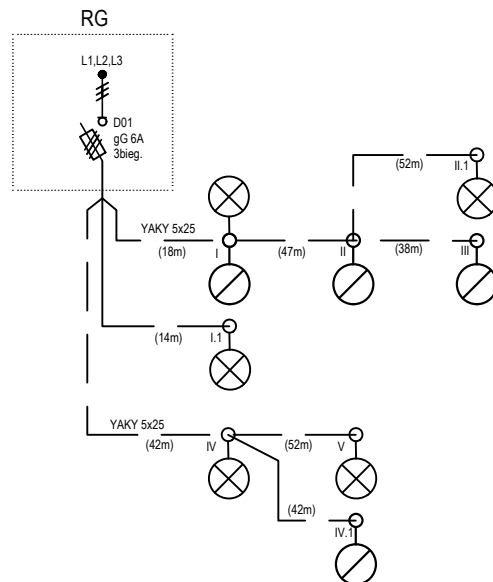 RG
L1,L2,L3
D01
gG 6A
3bieg.
(52m)
II.1
YAKY 5x25
(18m)
I
(47m)
II
(38m)
III
(14m)
I.1
YAKY 5x25
(42m)
IV
(52m)
V
(42m)
IV.1